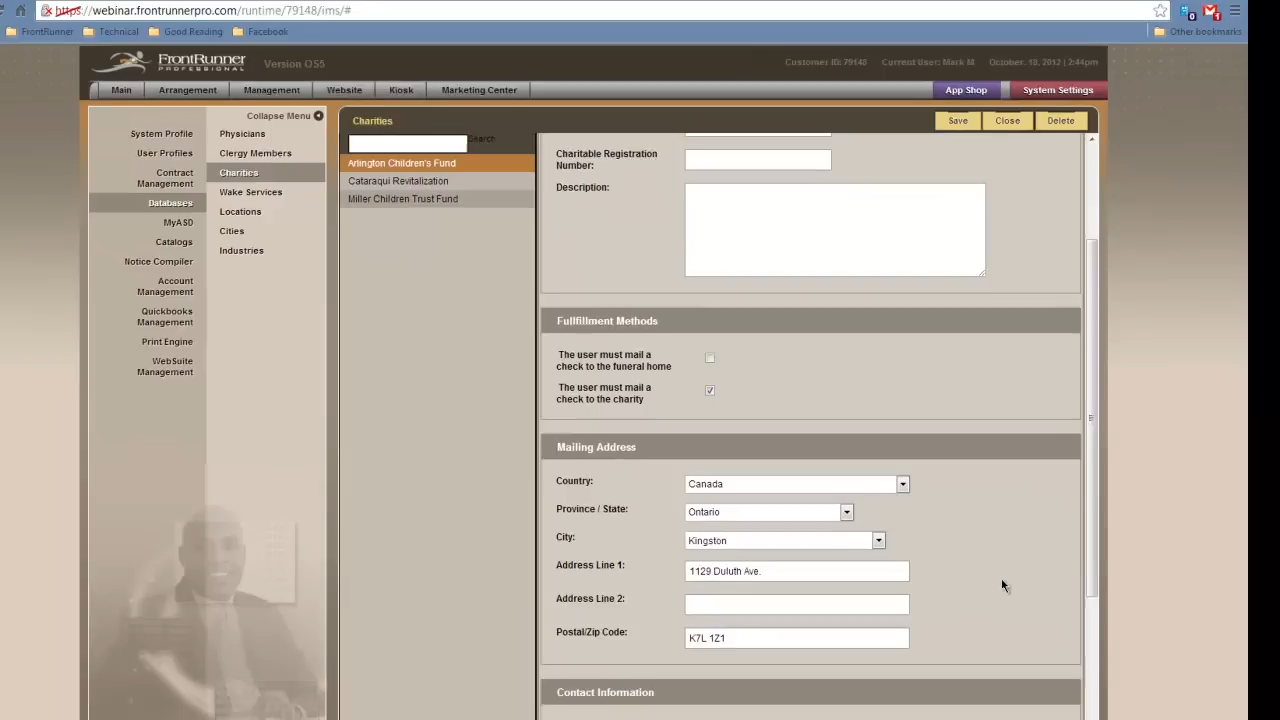 https://webinar.frontrunnerpro.com/runtime/79148/ims/#
FrontRunner Technical Good Reading Facebook Other bookmarks
FrontRunner PROFESSIONAL Version OS5 Customer ID: 79148 Current User: Mark M October. 18, 2012 | 2:44pm
Main Arrangement Management Website Kiosk Marketing Center App Shop System Settings
Collapse Menu
System Profile
User Profiles
Contract Management
Databases
MyASD
Catalogs
Notice Compiler
Account Management
Quickbooks Management
Print Engine
WebSuite Management
Physicians
Clergy Members
Charities
Wake Services
Locations
Cities
Industries
Charities Save Close Delete
Search
Arlington Children's Fund
Cataraqui Revitalization
Miller Children Trust Fund
Charitable Registration
Number:
Description:
Fullfillment Methods
The user must mail a
check to the funeral home
The user must mail a
check to the charity
Mailing Address
Country: Canada
Province / State: Ontario
City: Kingston
Address Line 1: 1129 Duluth Ave.
Address Line 2:
Postal/Zip Code: K7L 1Z1
Contact Information